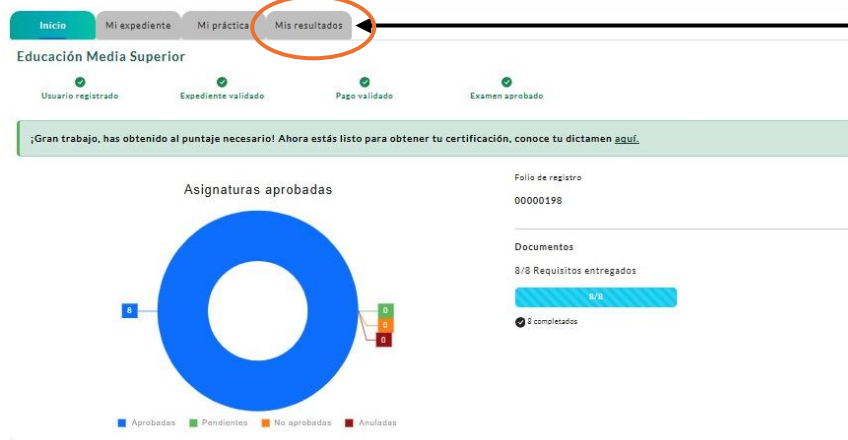 Inicio Mi expediente Mi práctica Mis resultados
Educación Media Superior
Usuario registrado Expediente validado Pago validado Examen aprobado
¡Gran trabajo, has obtenido al puntaje necesario! Ahora estás listo para obtener tu certificación, conoce tu dictamen aquí.
Asignaturas aprobadas
8
0
0
0
Aprobadas Pendientes No aprobadas Anuladas
Folio de registro
00000198
Documentos
8/8 Requisitos entregados
8/8
8 completados